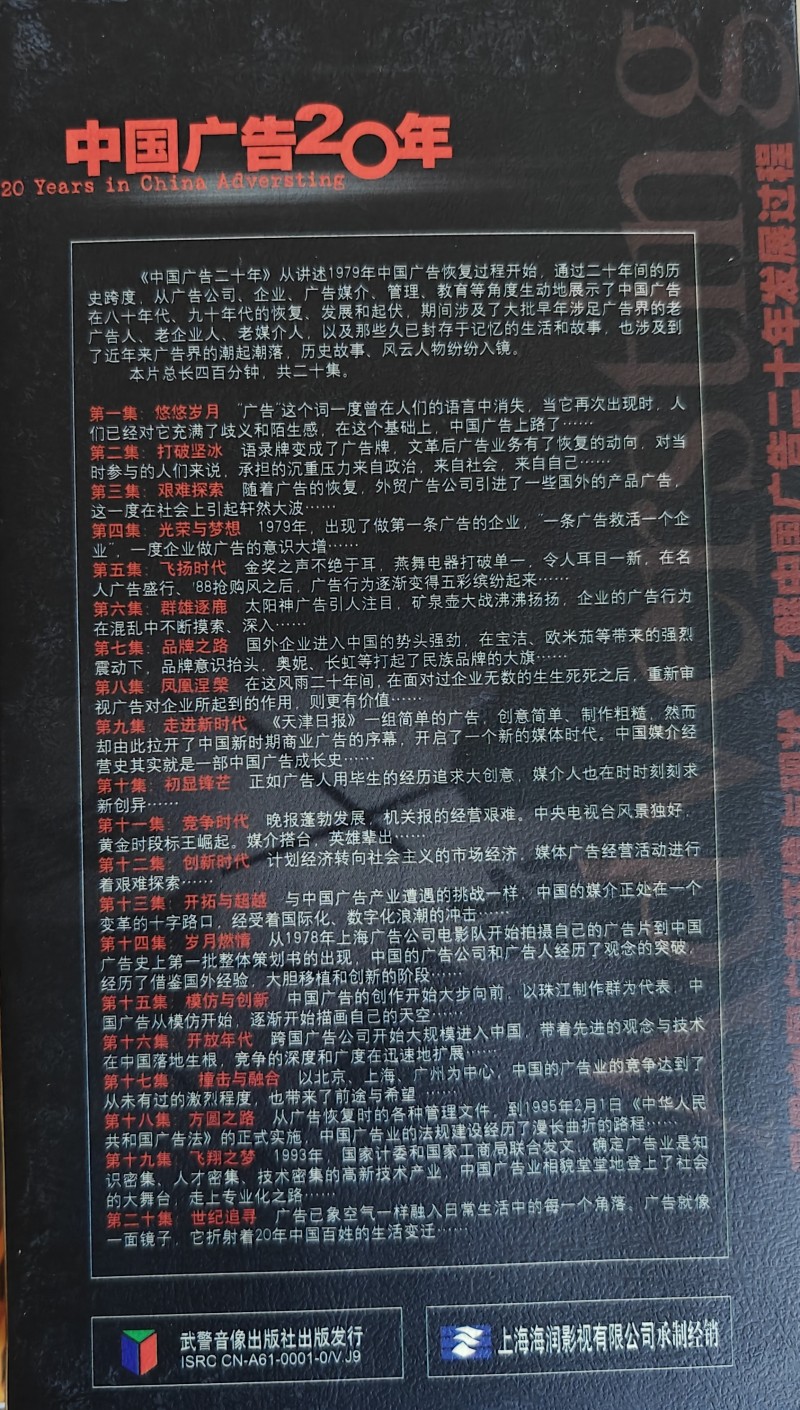 中国广告20年
20 Years in China Adversting
《中国广告二十年》从讲述1979年中国广告恢复过程开始，通过二十年间的历
史跨度，从广告公司、企业、广告媒介、管理、教育等角度生动地展示了中国广告
在八十年代、九十年代的恢复、发展和起伏，期间涉及了大批早年涉足广告界的老
广告人、老企业人、老媒介人，以及那些久已封存于记忆的生活和故事，也涉及到
了近年来广告界的潮起潮落，历史故事、风云人物纷纷入镜。
本片总长四百分钟，共二十集。
第一集：悠悠岁月 “广告”这个词一度曾在人们的语言中消失，当它再次出现时，人
们已经对它充满了歧义和陌生感，在这个基础上，中国广告上路了……
第二集：打破坚冰 语录牌变成了广告牌，文革后广告业务有了恢复的动向，对当
时参与的人们来说，承担的沉重压力来自政治，来自社会，来自自己……
第三集：艰难探索 随着广告的恢复，外贸广告公司引进了一些国外的产品广告，
这一度在社会上引起轩然大波……
第四集：光荣与梦想 1979年，出现了做第一条广告的企业，“一条广告救活一个企
业”，一度企业做广告的意识大增……
第五集：飞扬时代 金奖之声不绝于耳，燕舞电器打破单一，令人耳目一新，在名
人广告盛行、'88抢购风之后，广告行为逐渐变得五彩缤纷起来……
第六集：群雄逐鹿 太阳神广告引人注目，矿泉壶大战沸沸扬扬，企业的广告行为
在混乱中不断摸索、深入……
第七集：品牌之路 国外企业进入中国的势头强劲，在宝洁、欧米茄等带来的强烈
震动下，品牌意识抬头，奥妮、长虹等打起了民族品牌的大旗……
第八集：凤凰涅槃 在这风雨二十年间，在面对过企业无数的生生死死之后，重新审
视广告对企业所起到的作用，则更有价值……
第九集：走进新时代 《天津日报》一组简单的广告，创意简单、制作粗糙，然而
却由此拉开了中国新时期商业广告的序幕，开启了一个新的媒体时代。中国媒介经
营史其实就是一部中国广告成长史……
第十集：初显锋芒 正如广告人用毕生的经历追求大创意，媒介人也在时时刻刻求
新创异……
第十一集：竞争时代 晚报蓬勃发展，机关报的经营艰难。中央电视台风景独好，
黄金时段标王崛起。媒介搭台，英雄辈出……
第十二集：创新时代 计划经济转向社会主义的市场经济，媒体广告经营活动进行
着艰难探索……
第十三集：开拓与超越 与中国广告产业遭遇的挑战一样，中国的媒介正处在一个
变革的十字路口，经受着国际化、数字化浪潮的冲击……
第十四集：岁月燃情 从1978年上海广告公司电影队开始拍摄自己的广告片到中国
广告史上第一批整体策划书的出现，中国的广告公司和广告人经历了观念的突破，
经历了借鉴国外经验，大胆移植和创新的阶段……
第十五集：模仿与创新 中国广告的创作开始大步向前，以珠江制作群为代表，中
国广告从模仿开始，逐渐开始描画自己的天空……
第十六集：开放年代 跨国广告公司开始大规模进入中国，带着先进的观念与技术
在中国落地生根，竞争的深度和广度在迅速地扩展……
第十七集： 撞击与融合 以北京、上海、广州为中心，中国的广告业的竞争达到了
从未有过的激烈程度，也带来了前途与希望……
第十八集：方圆之路 从广告恢复时的各种管理文件，到1995年2月1日《中华人民
共和国广告法》的正式实施，中国广告业的法规建设经历了漫长曲折的路程……
第十九集：飞翔之梦 1993年，国家计委和国家工商局联合发文，确定广告业是知
识密集、人才密集、技术密集的高新技术产业，中国广告业相貌堂堂地登上了社会
的大舞台，走上专业化之路……
第二十集：世纪追寻 广告已象空气一样融入日常生活中的每一个角落，广告就像
一面镜子，它折射着20年中国百姓的生活变迁……
武警音像出版社出版发行
ISRC CN-A61-0001-0/V.J9
上海海润影视有限公司承制经销
Adversting
了解中国广告二十年发展过程